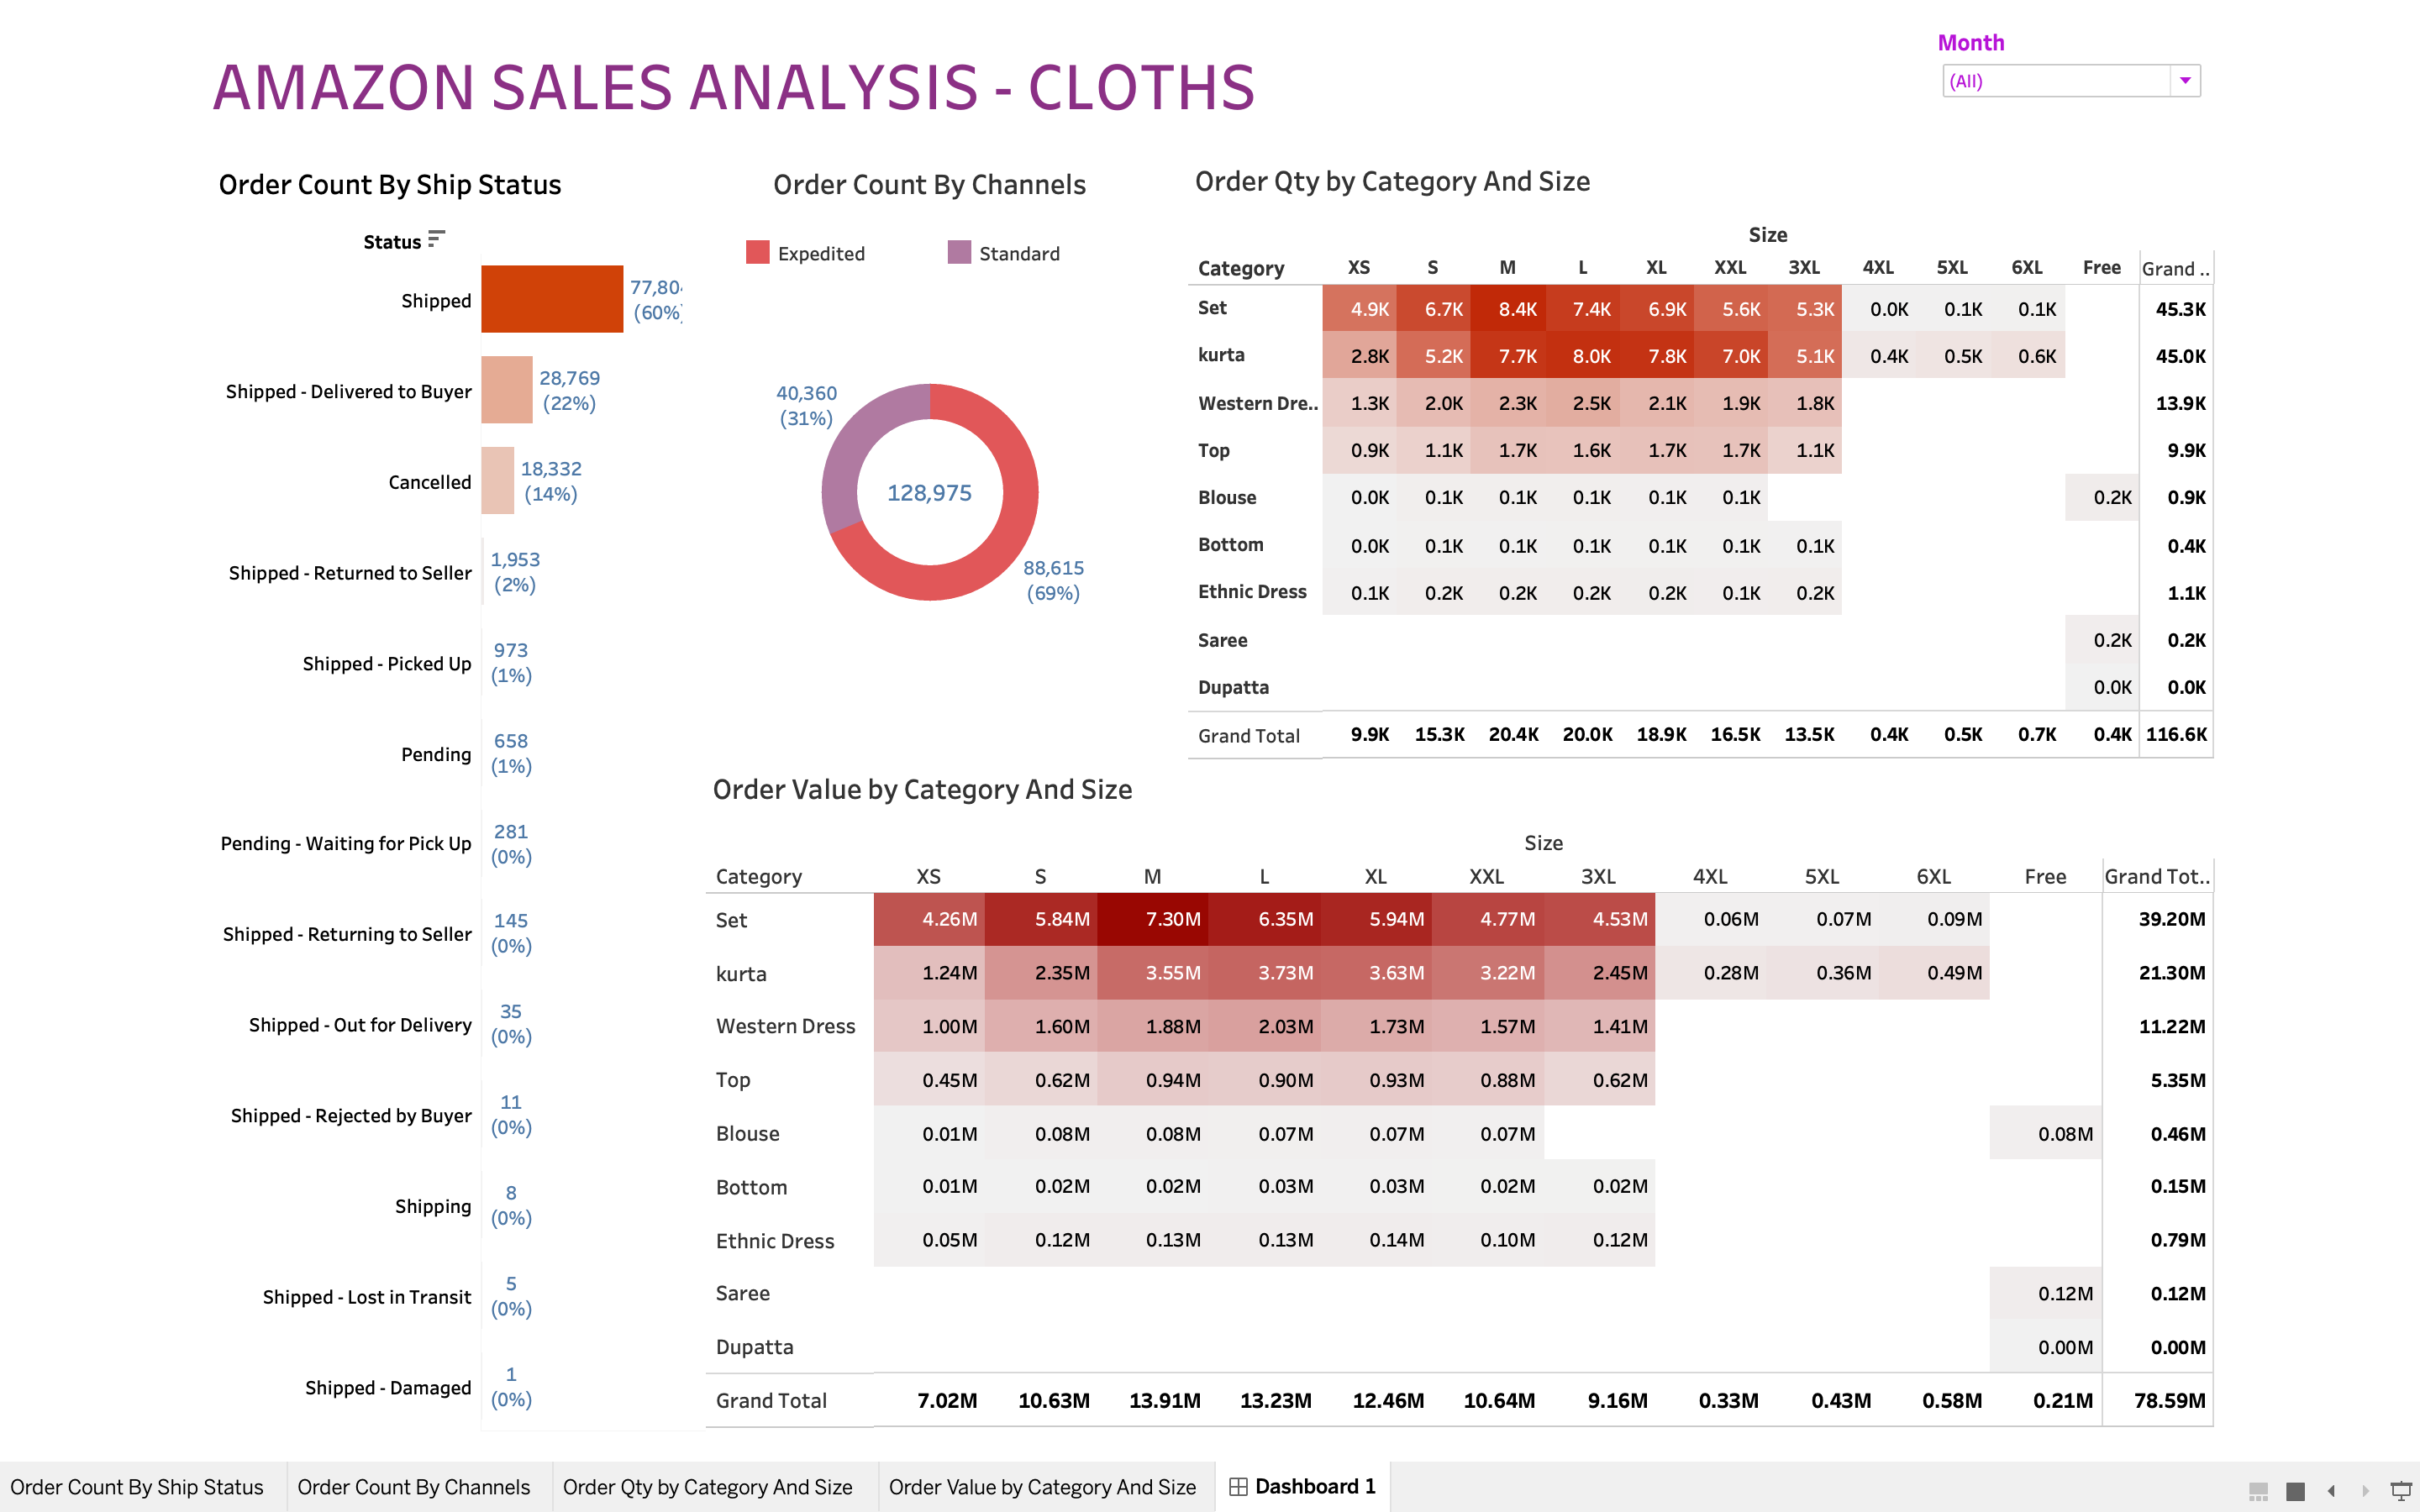 Month
(All)
AMAZON SALES ANALYSIS - CLOTHS
Order Count By Ship Status
Status
Shipped
77,804
(60%)
Shipped - Delivered to Buyer
28,769
(22%)
Cancelled
18,332
(14%)
Shipped - Returned to Seller
1,953
(2%)
Shipped - Picked Up
973
(1%)
Pending
658
(1%)
Pending - Waiting for Pick Up
281
(0%)
Shipped - Returning to Seller
145
(0%)
Shipped - Out for Delivery
35
(0%)
Shipped - Rejected by Buyer
11
(0%)
Shipping
8
(0%)
Shipped - Lost in Transit
5
(0%)
Shipped - Damaged
1
(0%)
Order Count By Channels
Expedited Standard
40,360
(31%)
128,975
88,615
(69%)
Order Qty by Category And Size
Size
Category XS S M L XL XXL 3XL 4XL 5XL 6XL Free Grand ..
Set 4.9K 6.7K 8.4K 7.4K 6.9K 5.6K 5.3K 0.0K 0.1K 0.1K 45.3K
kurta 2.8K 5.2K 7.7K 8.0K 7.8K 7.0K 5.1K 0.4K 0.5K 0.6K 45.0K
Western Dre.. 1.3K 2.0K 2.3K 2.5K 2.1K 1.9K 1.8K 13.9K
Top 0.9K 1.1K 1.7K 1.6K 1.7K 1.7K 1.1K 9.9K
Blouse 0.0K 0.1K 0.1K 0.1K 0.1K 0.1K 0.2K 0.9K
Bottom 0.0K 0.1K 0.1K 0.1K 0.1K 0.1K 0.1K 0.4K
Ethnic Dress 0.1K 0.2K 0.2K 0.2K 0.2K 0.1K 0.2K 1.1K
Saree 0.2K 0.2K
Dupatta 0.0K 0.0K
Grand Total 9.9K 15.3K 20.4K 20.0K 18.9K 16.5K 13.5K 0.4K 0.5K 0.7K 0.4K 116.6K
Order Value by Category And Size
Size
Category XS S M L XL XXL 3XL 4XL 5XL 6XL Free Grand Tot..
Set 4.26M 5.84M 7.30M 6.35M 5.94M 4.77M 4.53M 0.06M 0.07M 0.09M 39.20M
kurta 1.24M 2.35M 3.55M 3.73M 3.63M 3.22M 2.45M 0.28M 0.36M 0.49M 21.30M
Western Dress 1.00M 1.60M 1.88M 2.03M 1.73M 1.57M 1.41M 11.22M
Top 0.45M 0.62M 0.94M 0.90M 0.93M 0.88M 0.62M 5.35M
Blouse 0.01M 0.08M 0.08M 0.07M 0.07M 0.07M 0.08M 0.46M
Bottom 0.01M 0.02M 0.02M 0.03M 0.03M 0.02M 0.02M 0.15M
Ethnic Dress 0.05M 0.12M 0.13M 0.13M 0.14M 0.10M 0.12M 0.79M
Saree 0.12M 0.12M
Dupatta 0.00M 0.00M
Grand Total 7.02M 10.63M 13.91M 13.23M 12.46M 10.64M 9.16M 0.33M 0.43M 0.58M 0.21M 78.59M
Order Count By Ship Status Order Count By Channels Order Qty by Category And Size Order Value by Category And Size Dashboard 1